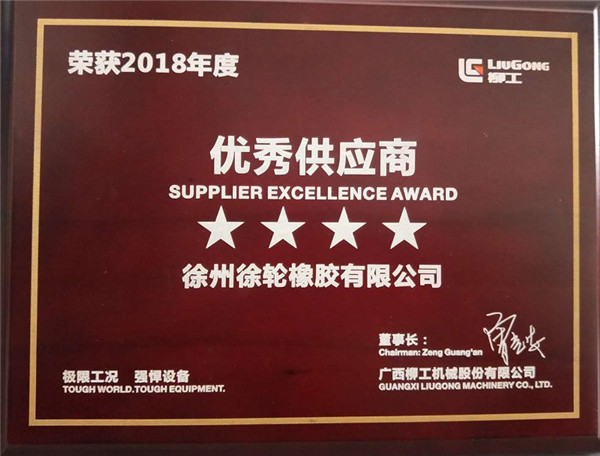 荣获2018年度
LIUGONG
柳工
优秀供应商
SUPPLIER EXCELLENCE AWARD
徐州徐轮橡胶有限公司
董事长：
Chairman: Zeng Guang'an
极限工况 强悍设备
TOUGH WORLD.TOUGH EQUIPMENT.
广西柳工机械股份有限公司
GUANGXI LIUGONG MACHINERY CO., LTD.